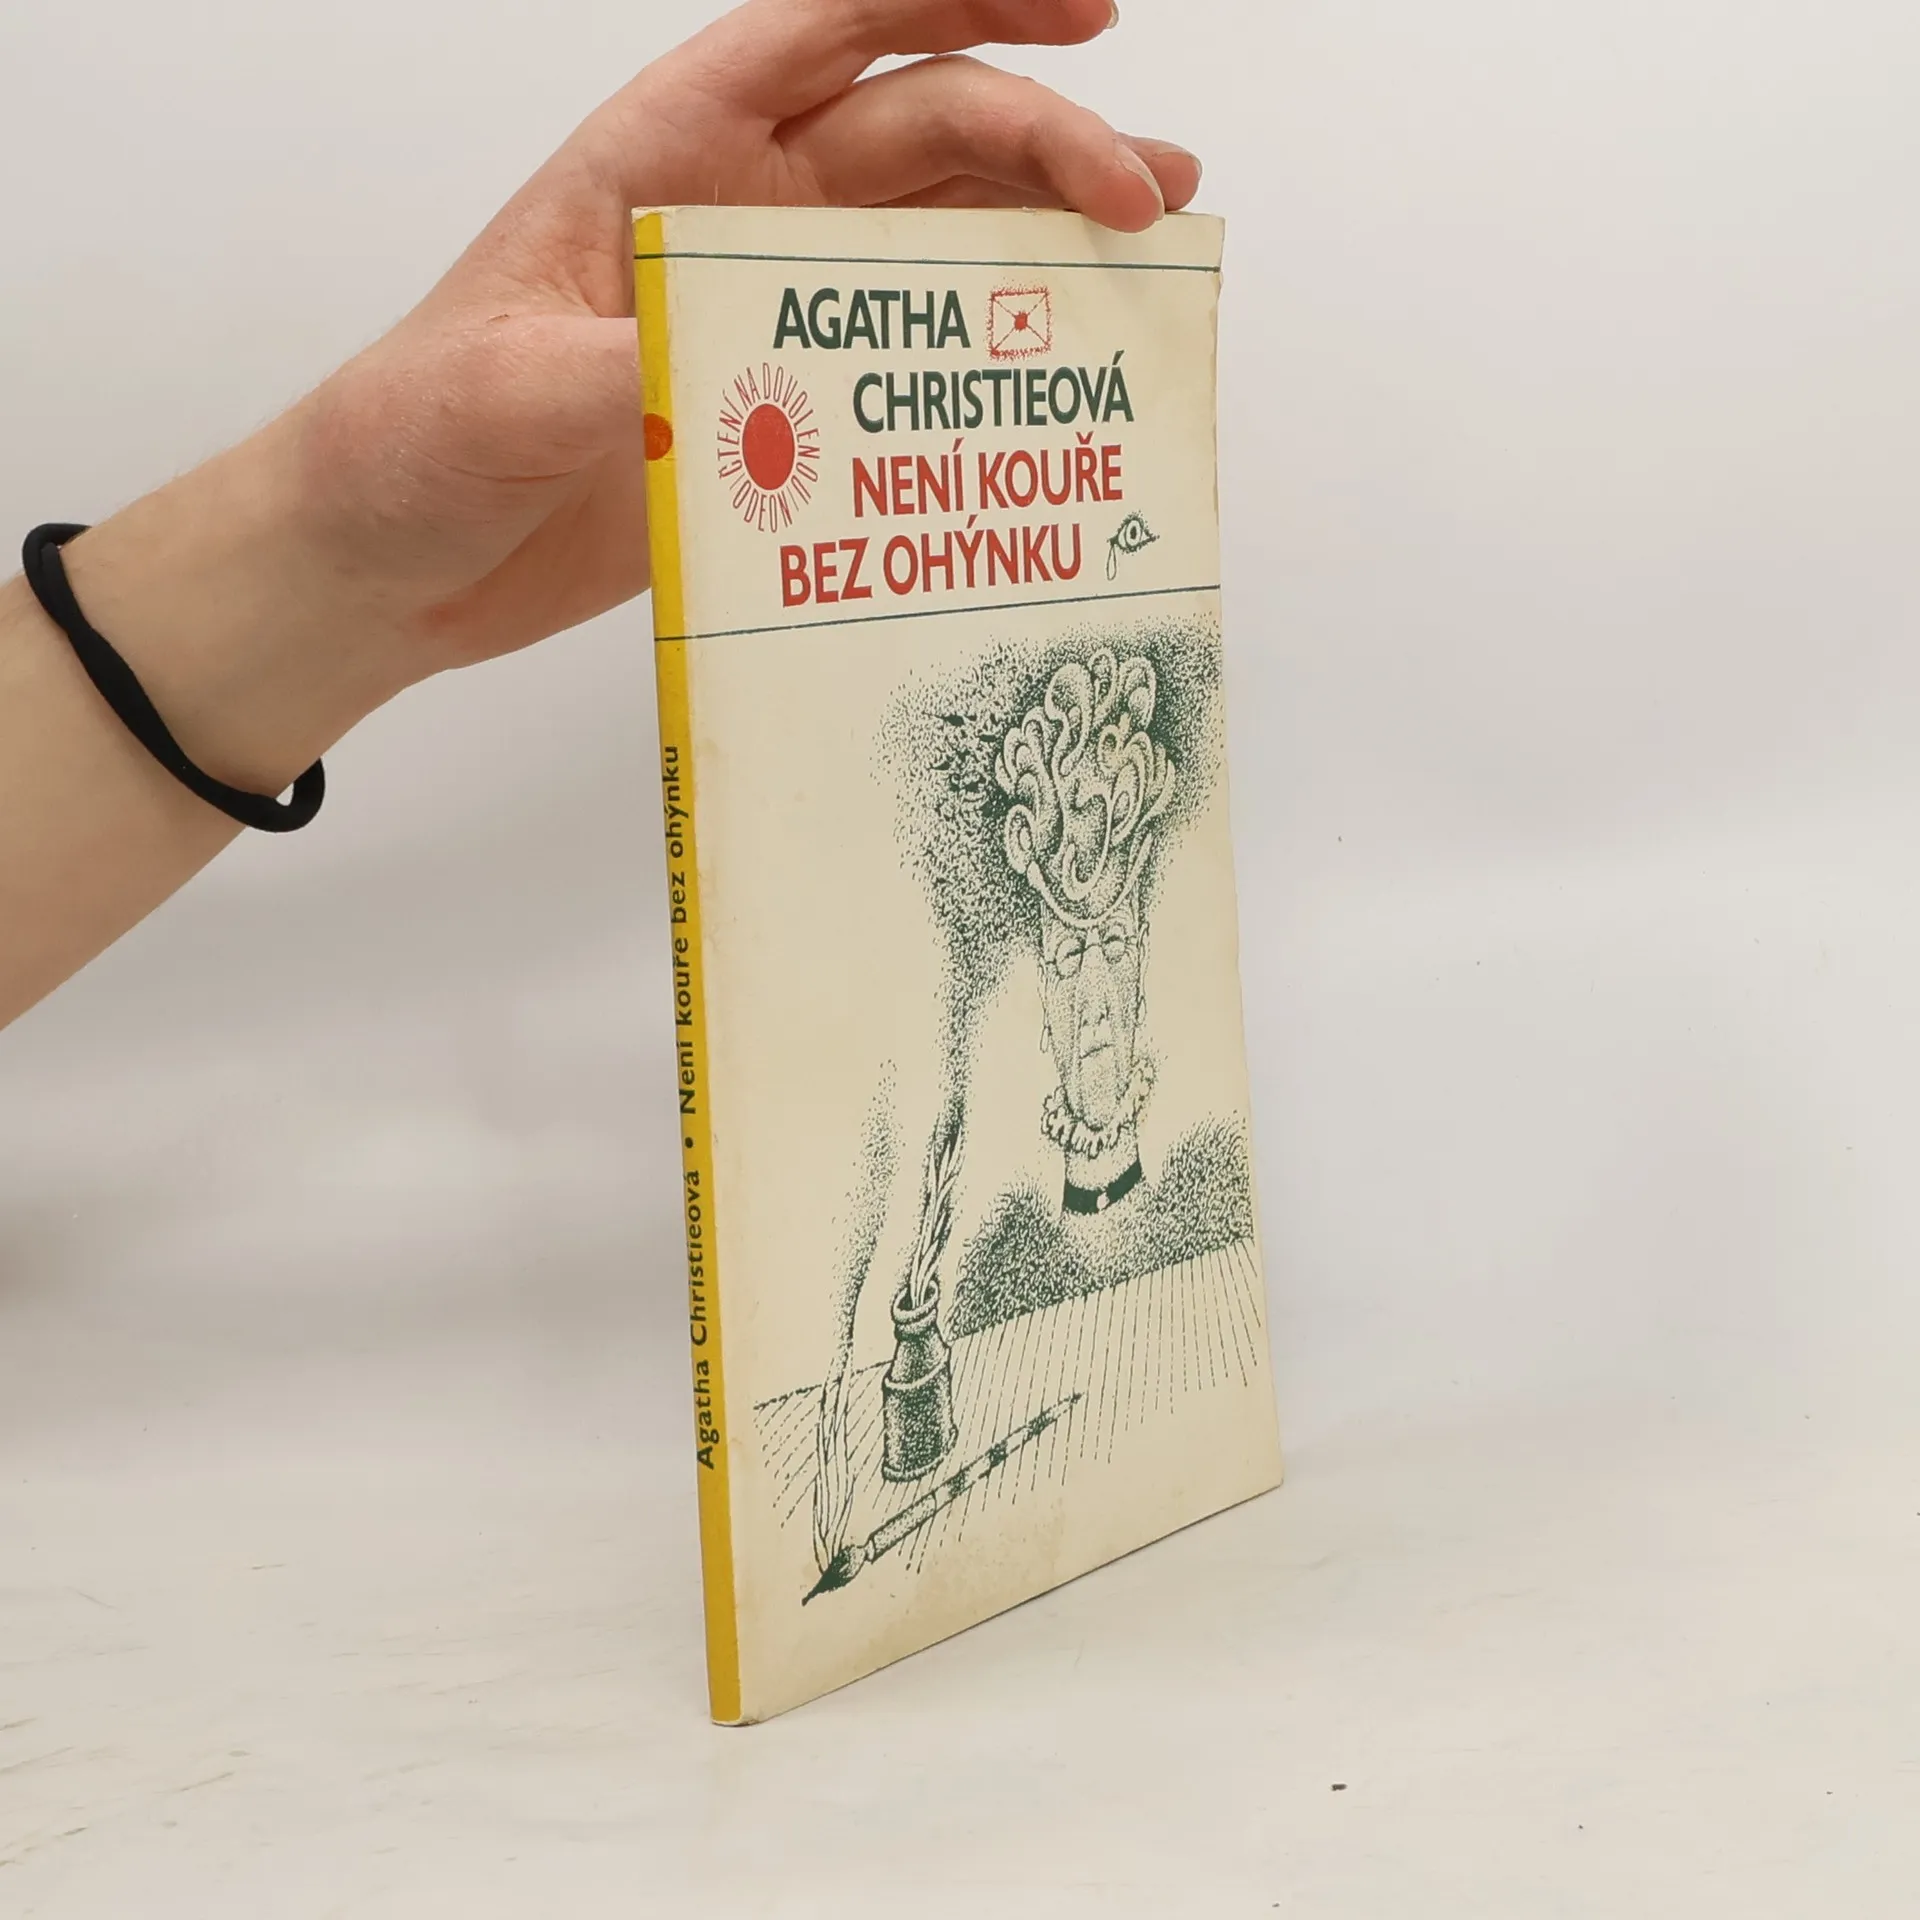 AGATHA
CHRISTIEOVÁ
NENÍ KOUŘE
BEZ OHÝNKU
ČTENÍ NA DOVOLENOU
ODEON
Agatha Christieová • Není kouře bez ohýnku